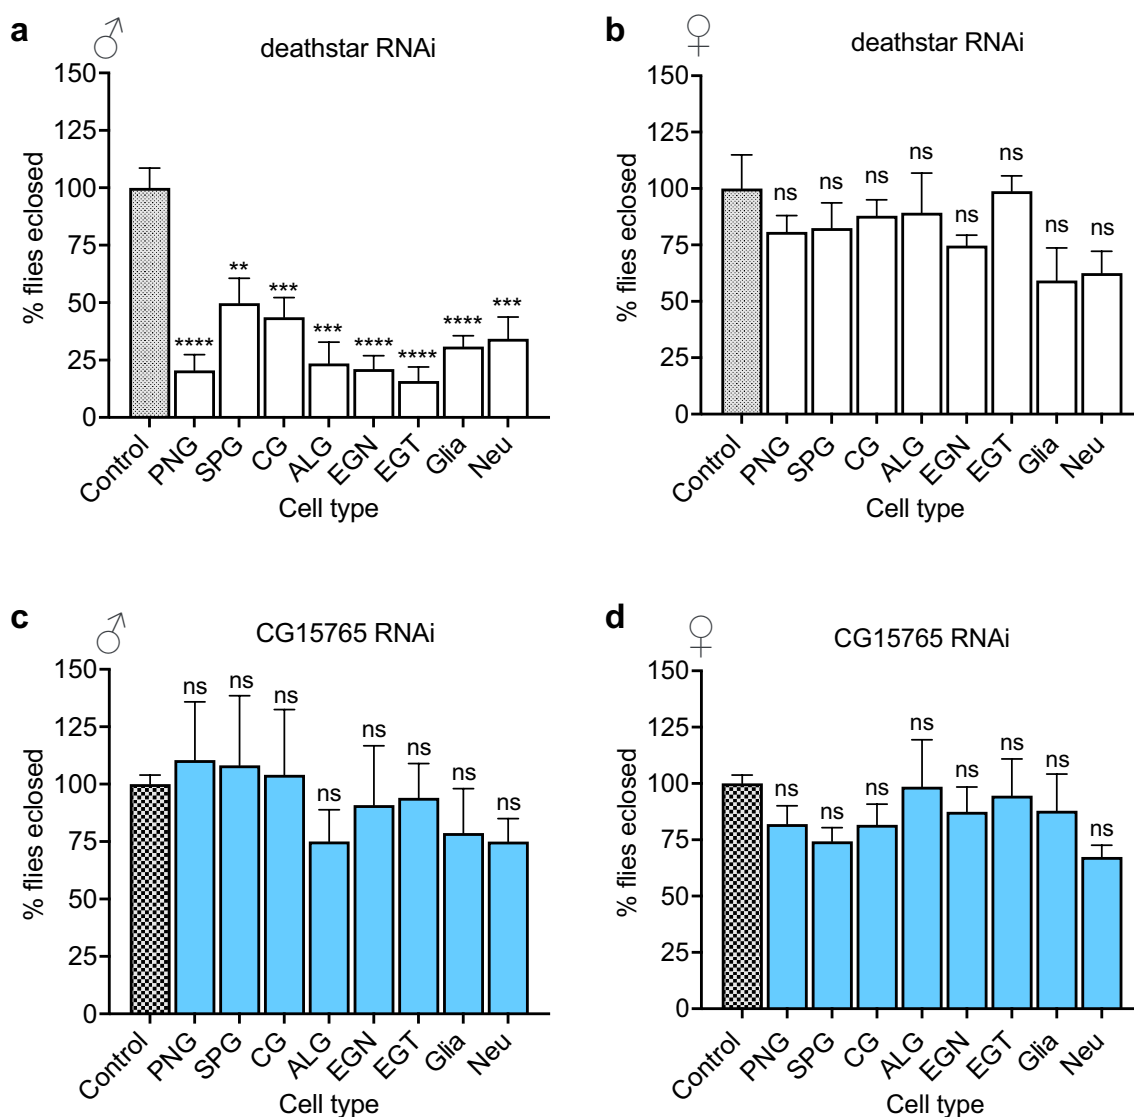 a
deathstar RNAi
150
125
100
75
50
25
0
% flies eclosed
****
**
***
***
****
****
****
***
Control
PNG
SPG
CG
ALG
EGN
EGT
Glia
Neu
Cell type
b
deathstar RNAi
150
125
100
75
50
25
0
% flies eclosed
ns
ns
ns
ns
ns
ns
ns
ns
Control
PNG
SPG
CG
ALG
EGN
EGT
Glia
Neu
Cell type
c
CG15765 RNAi
150
125
100
75
50
25
0
% flies eclosed
ns
ns
ns
ns
ns
ns
ns
ns
Control
PNG
SPG
CG
ALG
EGN
EGT
Glia
Neu
Cell type
d
CG15765 RNAi
150
125
100
75
50
25
0
% flies eclosed
ns
ns
ns
ns
ns
ns
ns
ns
Control
PNG
SPG
CG
ALG
EGN
EGT
Glia
Neu
Cell type